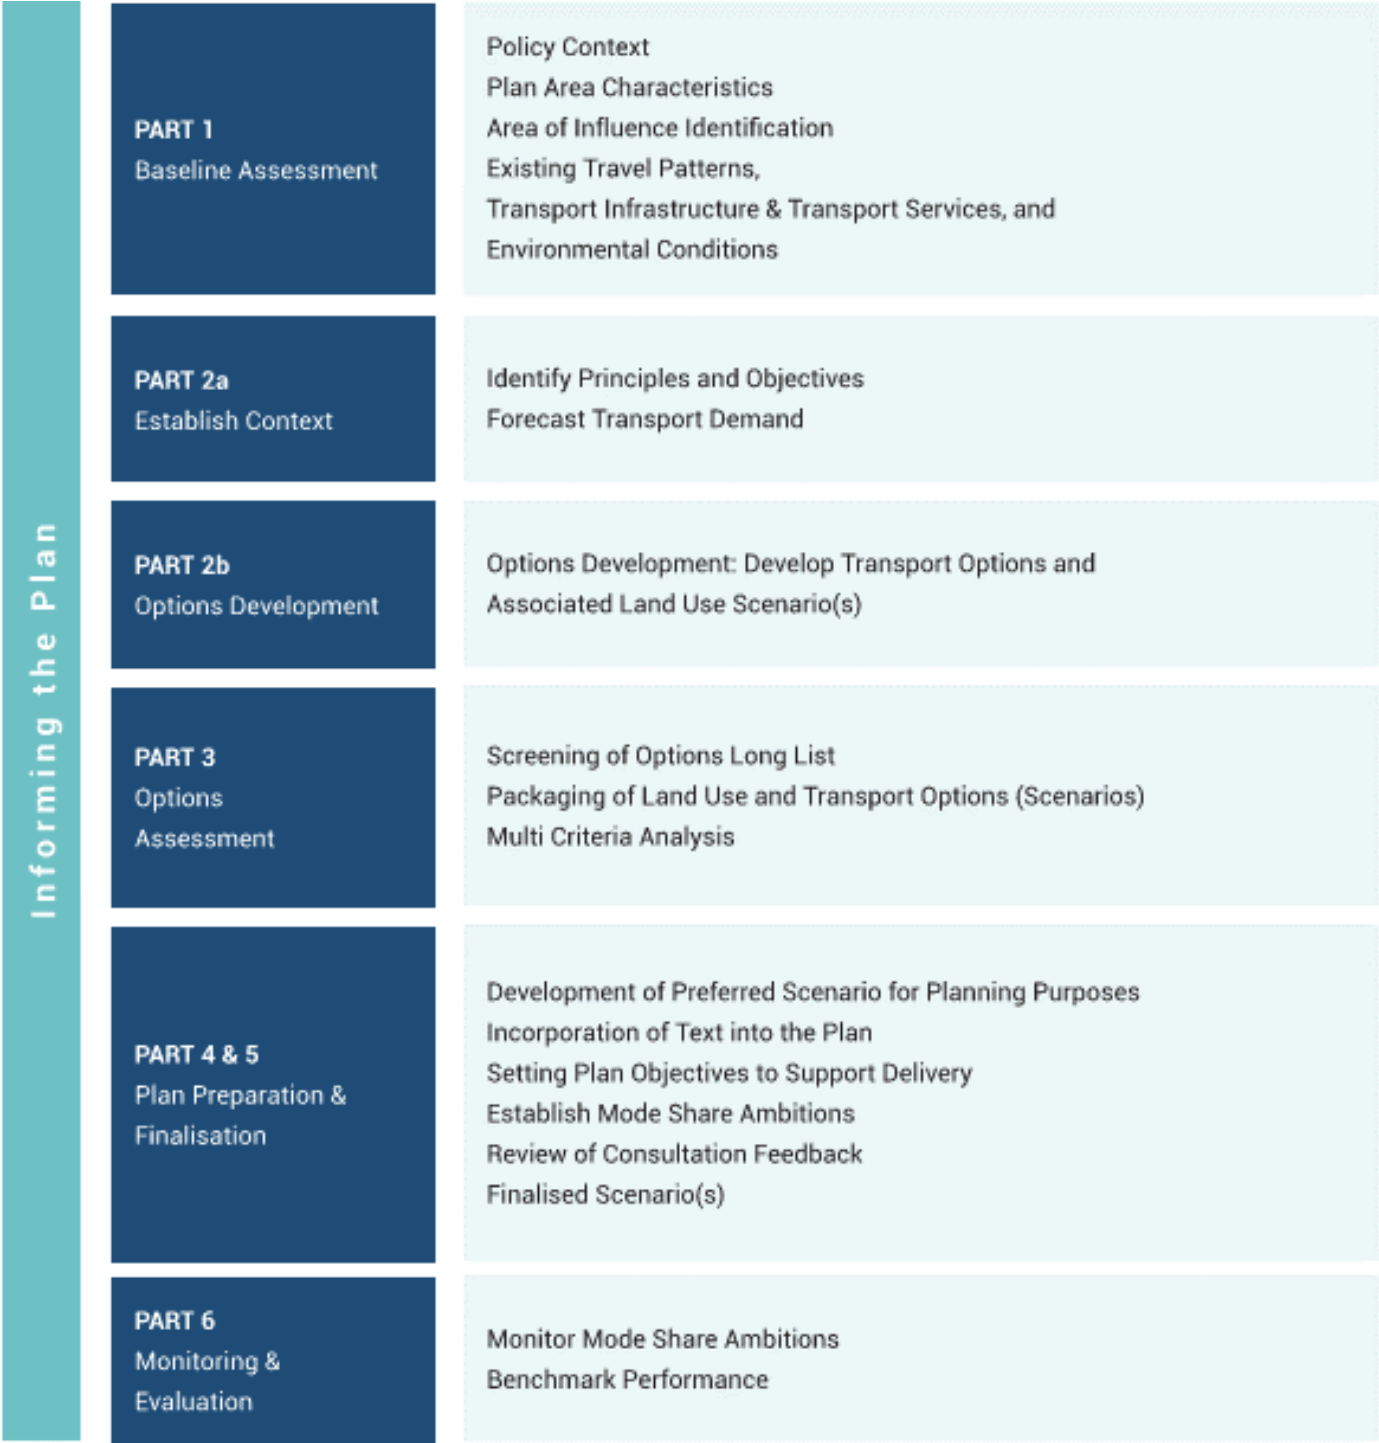 Informing the Plan
PART 1
Baseline Assessment
Policy Context
Plan Area Characteristics
Area of Influence Identification
Existing Travel Patterns,
Transport Infrastructure & Transport Services, and
Environmental Conditions
PART 2a
Establish Context
Identify Principles and Objectives
Forecast Transport Demand
PART 2b
Options Development
Options Development: Develop Transport Options and
Associated Land Use Scenario(s)
PART 3
Options
Assessment
Screening of Options Long List
Packaging of Land Use and Transport Options (Scenarios)
Multi Criteria Analysis
PART 4 & 5
Plan Preparation &
Finalisation
Development of Preferred Scenario for Planning Purposes
Incorporation of Text into the Plan
Setting Plan Objectives to Support Delivery
Establish Mode Share Ambitions
Review of Consultation Feedback
Finalised Scenario(s)
PART 6
Monitoring &
Evaluation
Monitor Mode Share Ambitions
Benchmark Performance